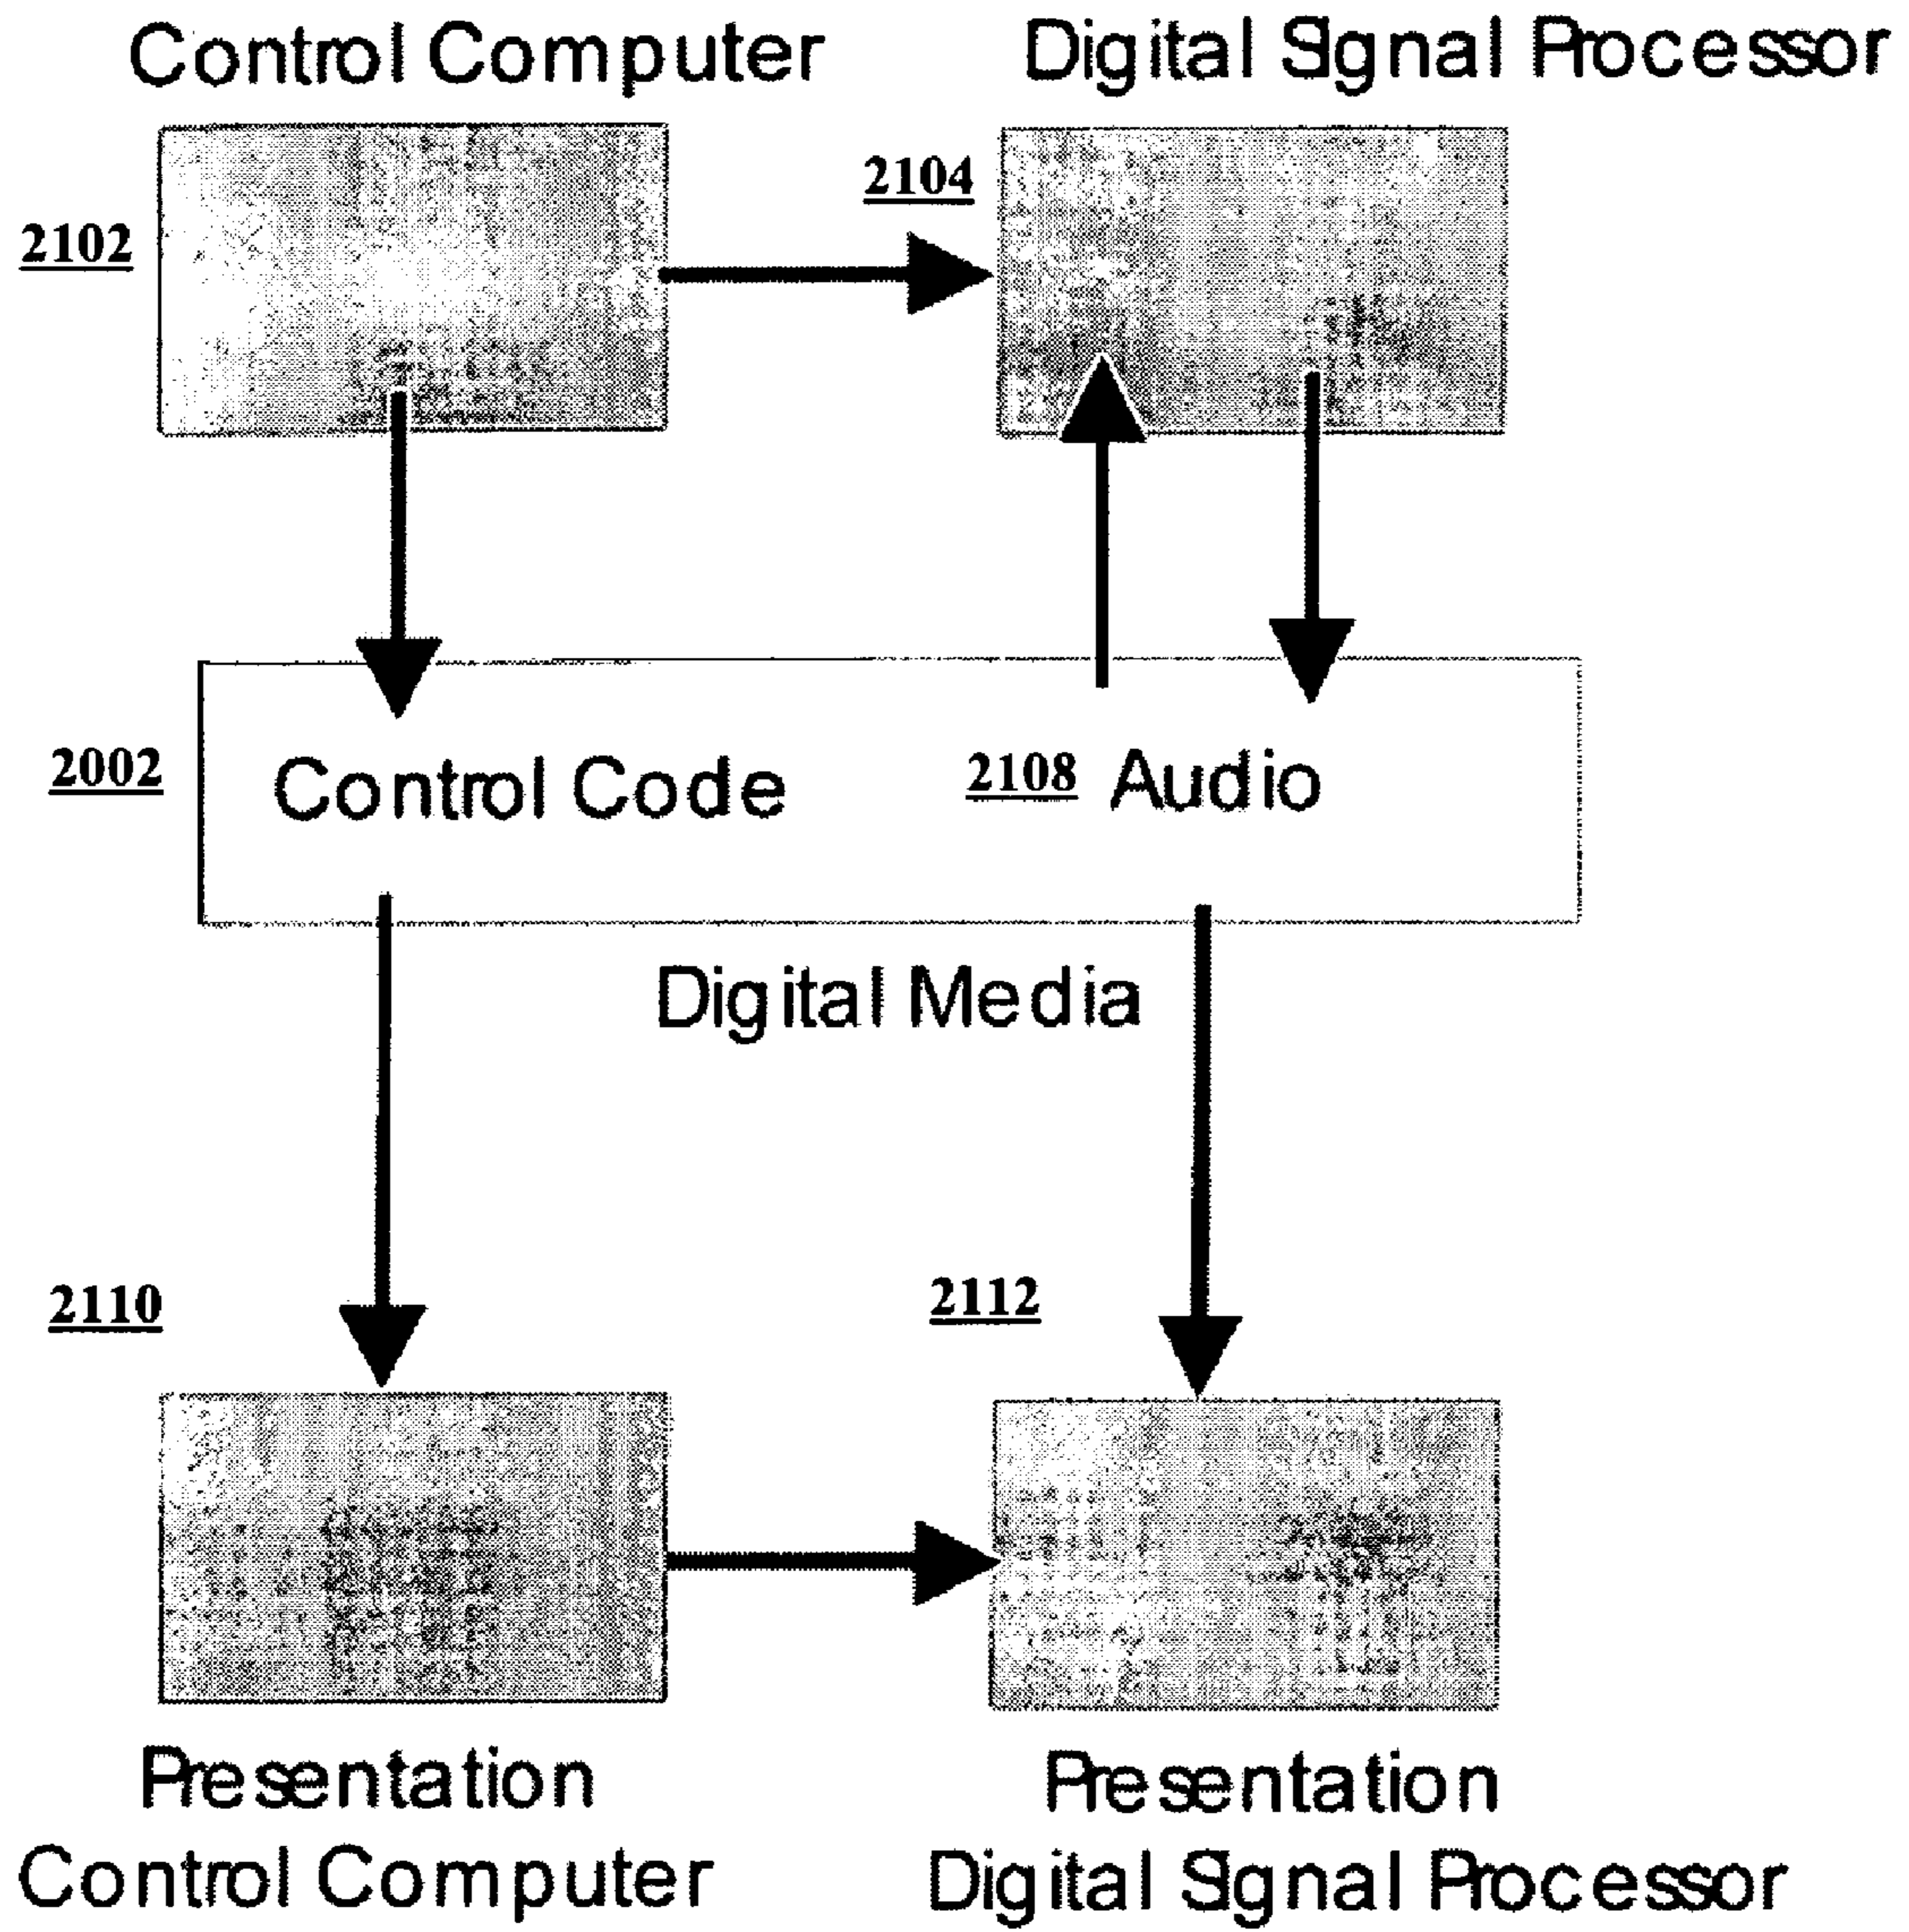 Control Computer
Digital Signal Processor
2104
2102
2002
Control Code
2108 Audio
Digital Media
2110
2112
Presentation
Control Computer
Presentation
Digital Signal Processor